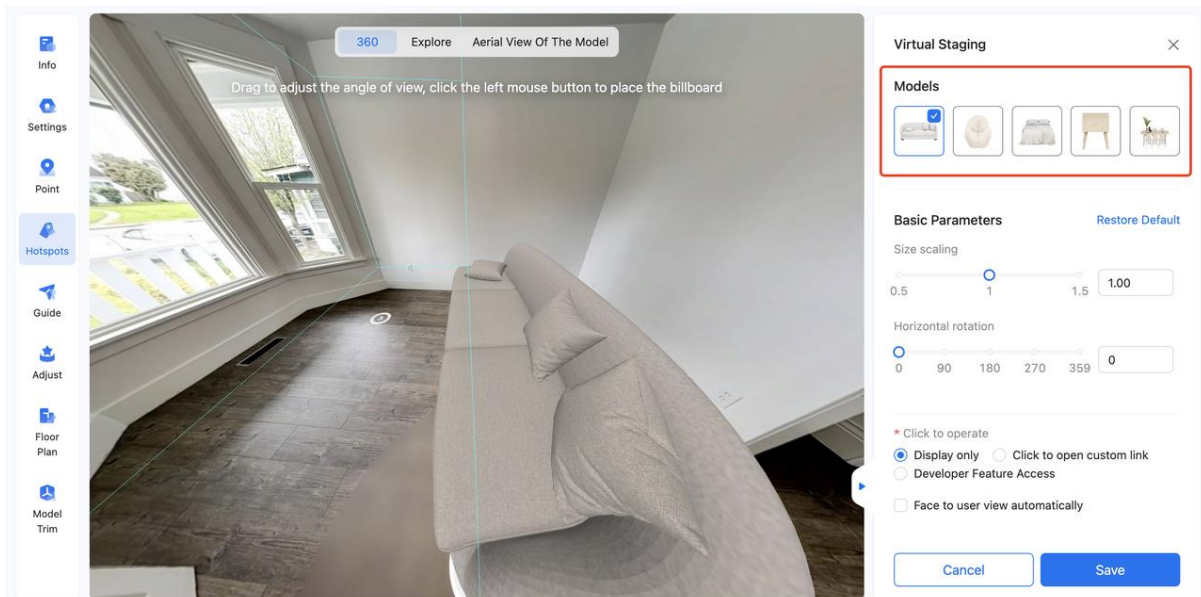 Info
Settings
Point
Hotspots
Guide
Adjust
Floor
Plan
Model
Trim
360 Explore Aerial View Of The Model
Drag to adjust the angle of view, click the left mouse button to place the billboard
Virtual Staging
Models
Basic Parameters Restore Default
Size scaling
0.5 1 1.5 1.00
Horizontal rotation
0 90 180 270 359 0
* Click to operate
Display only Click to open custom link
Developer Feature Access
Face to user view automatically
Cancel Save